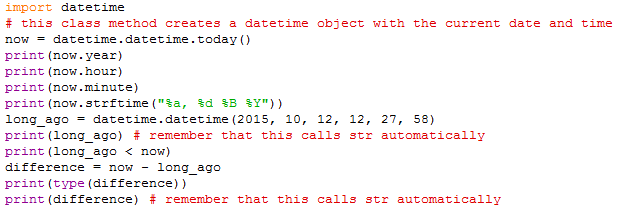 import datetime
# this class method creates a datetime object with the current date and time
now = datetime.datetime.today()
print(now.year)
print(now.hour)
print(now.minute)
print(now.strftime("%a, %d %B %Y"))
long_ago = datetime.datetime(2015, 10, 12, 12, 27, 58)
print(long_ago) # remember that this calls str automatically
print(long_ago < now)
difference = now - long_ago
print(type(difference))
print(difference) # remember that this calls str automatically